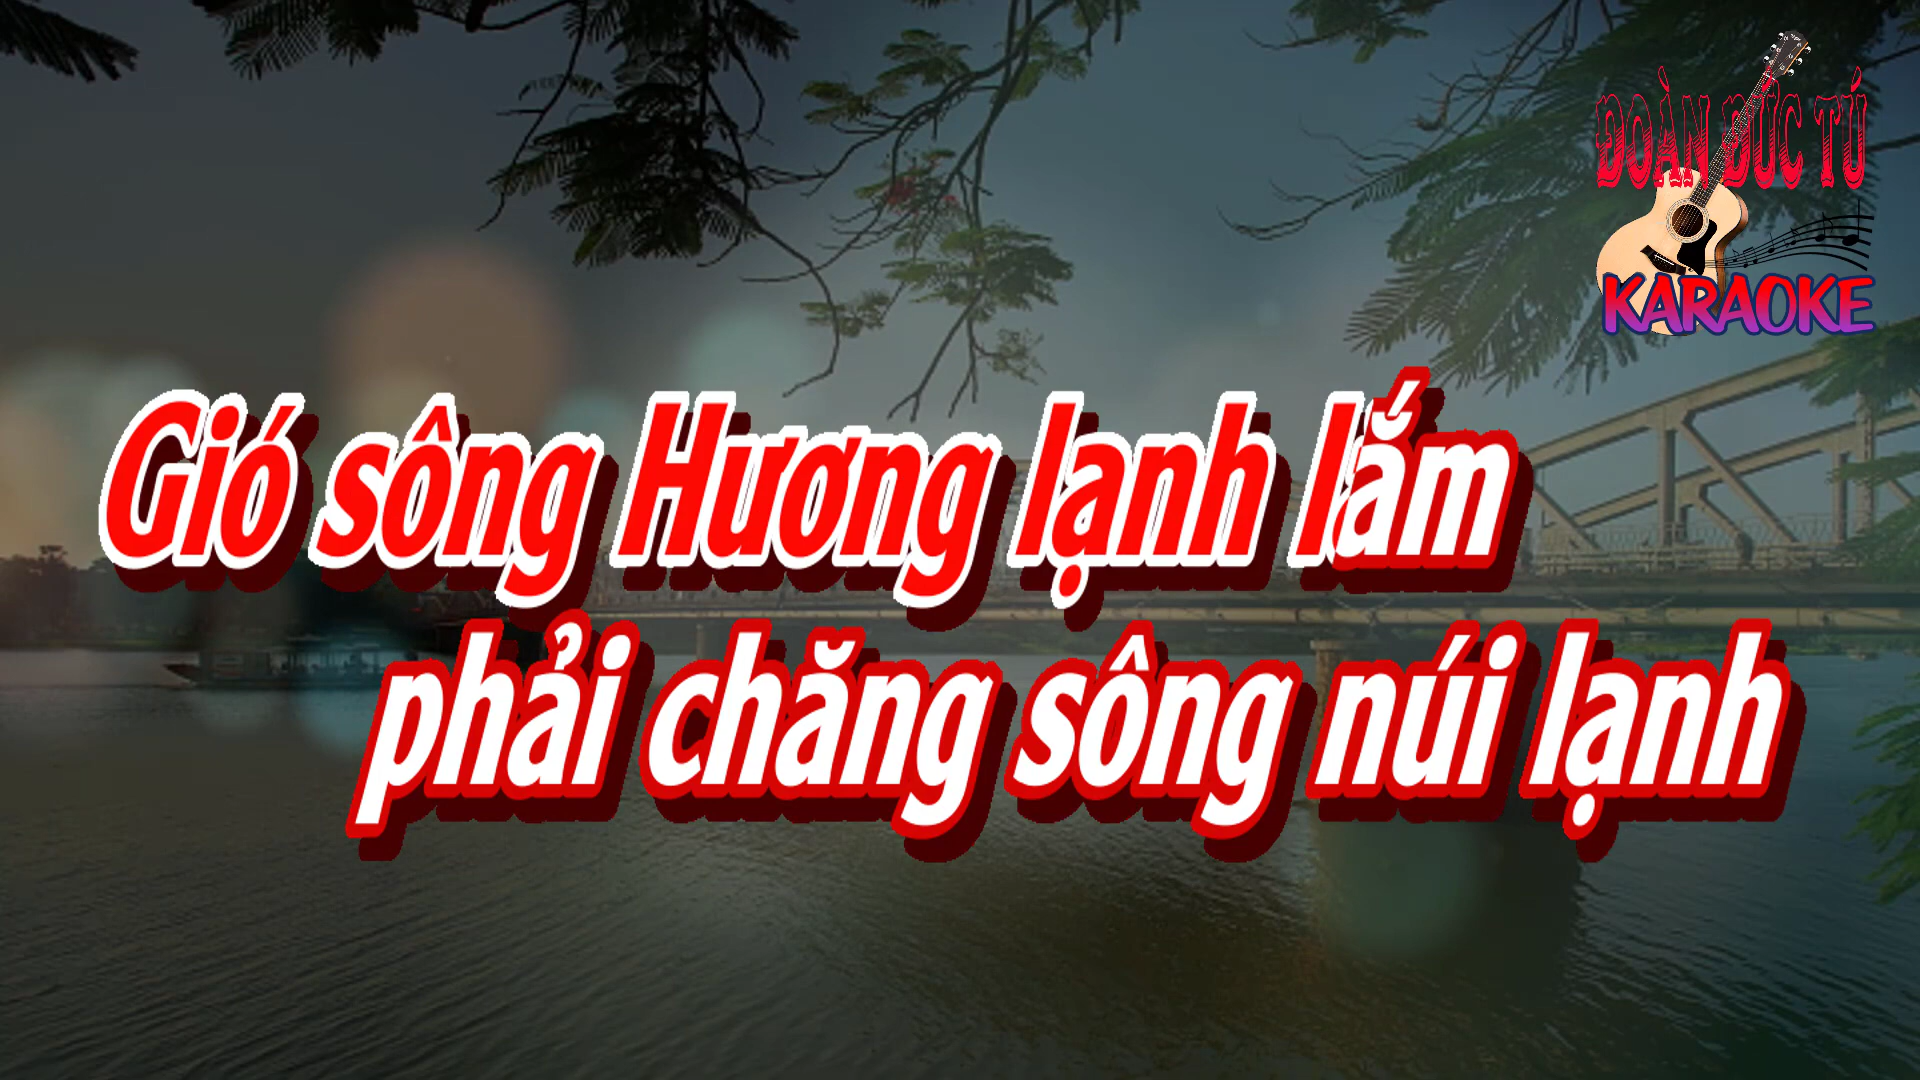 ĐOÀN ĐỨC TÚ
KARAOKE
Gió sông Hương lạnh lắm
phải chăng sông núi lạnh